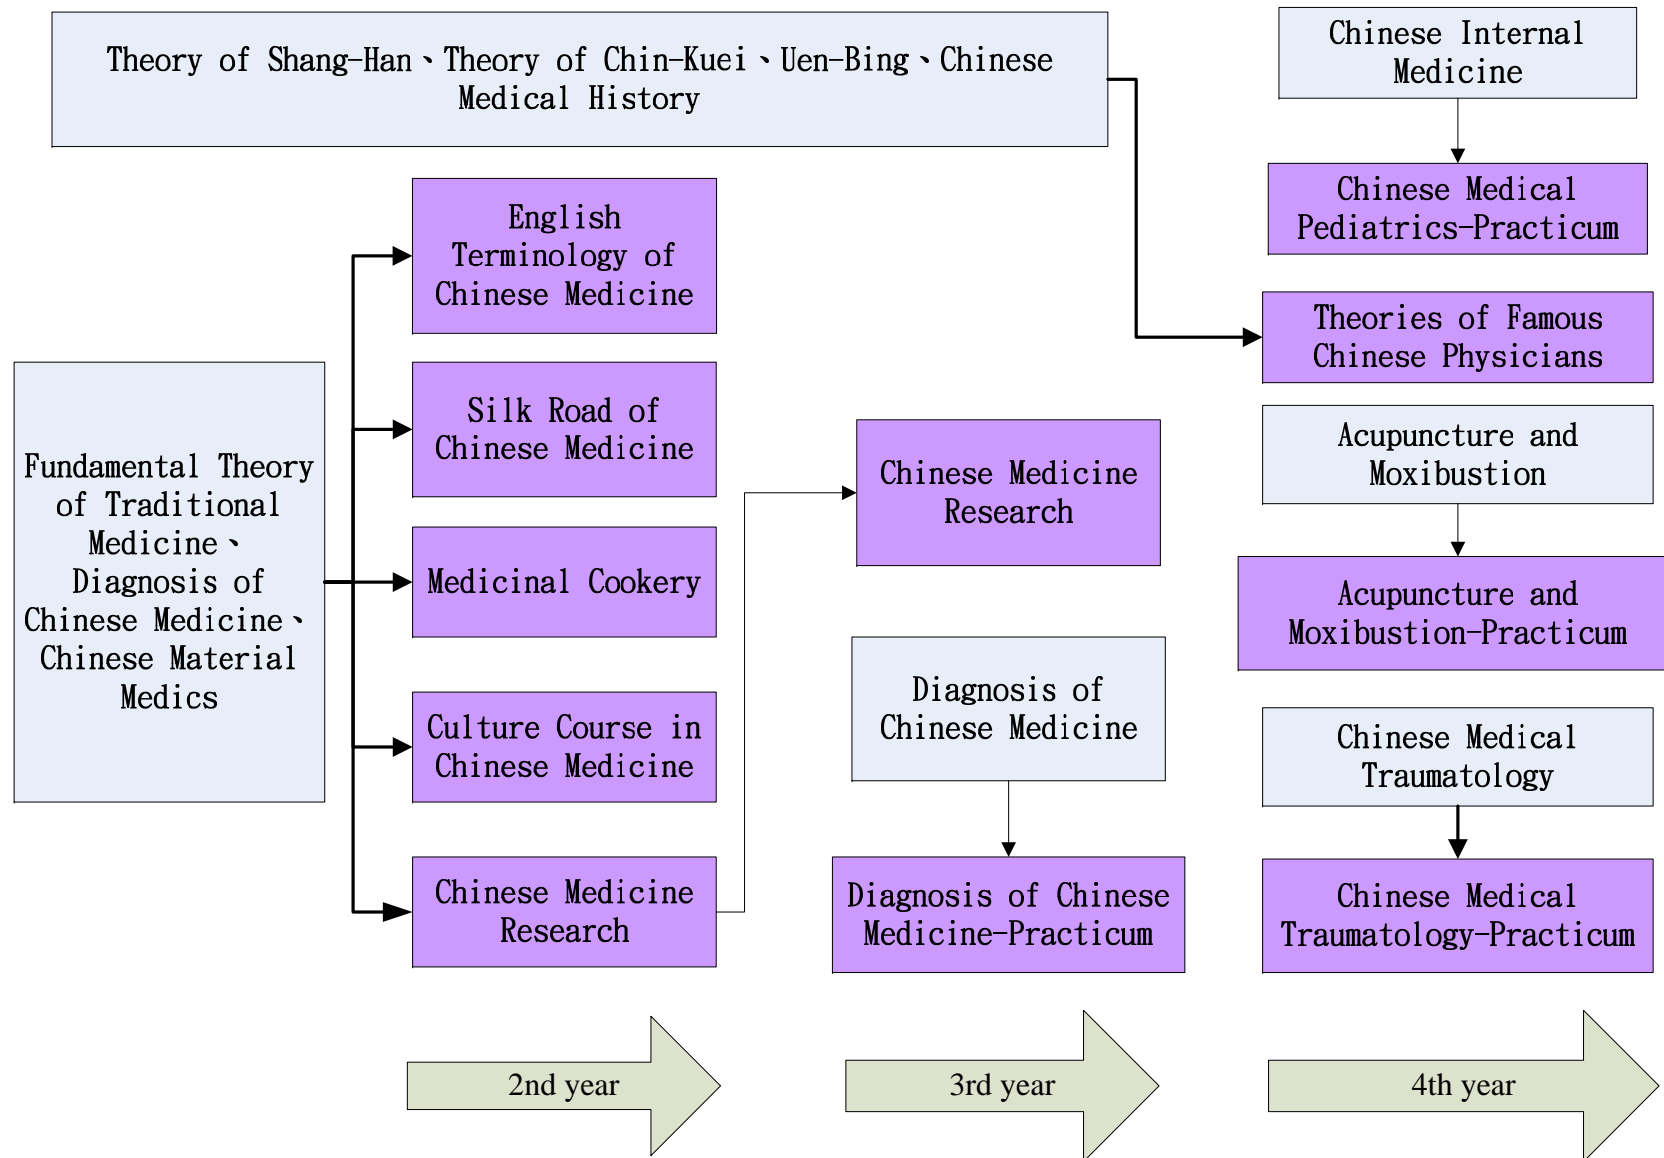 Theory of Shang-Han、Theory of Chin-Kuei、Uen-Bing、Chinese
Medical History
Chinese Internal
Medicine
Chinese Medical
Pediatrics-Practicum
English
Terminology of
Chinese Medicine
Theories of Famous
Chinese Physicians
Fundamental Theory
of Traditional
Medicine、
Diagnosis of
Chinese Medicine、
Chinese Material
Medics
Silk Road of
Chinese Medicine
Medicinal Cookery
Culture Course in
Chinese Medicine
Chinese Medicine
Research
Chinese Medicine
Research
Diagnosis of
Chinese Medicine
Diagnosis of Chinese
Medicine-Practicum
Acupuncture and
Moxibustion
Acupuncture and
Moxibustion-Practicum
Chinese Medical
Traumatology
Chinese Medical
Traumatology-Practicum
2nd year
3rd year
4th year